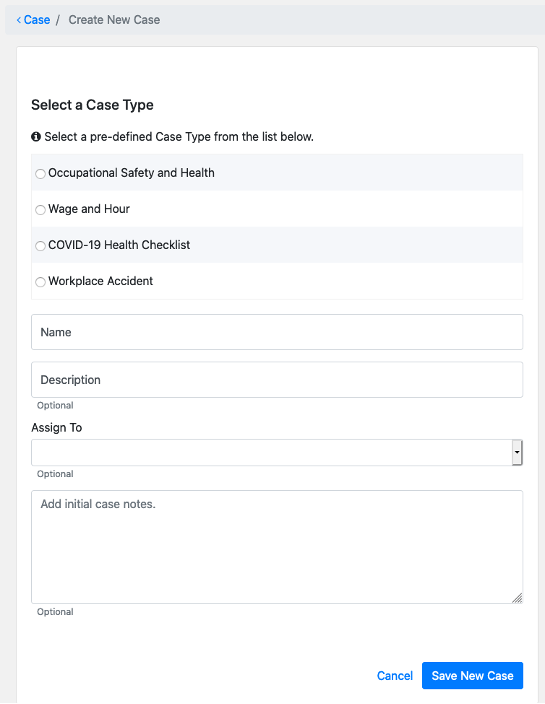 ‹ Case / Create New Case
Select a Case Type
Select a pre-defined Case Type from the list below.
Occupational Safety and Health
Wage and Hour
COVID-19 Health Checklist
Workplace Accident
Name
Description
Optional
Assign To
Optional
Add initial case notes.
Optional
Cancel Save New Case